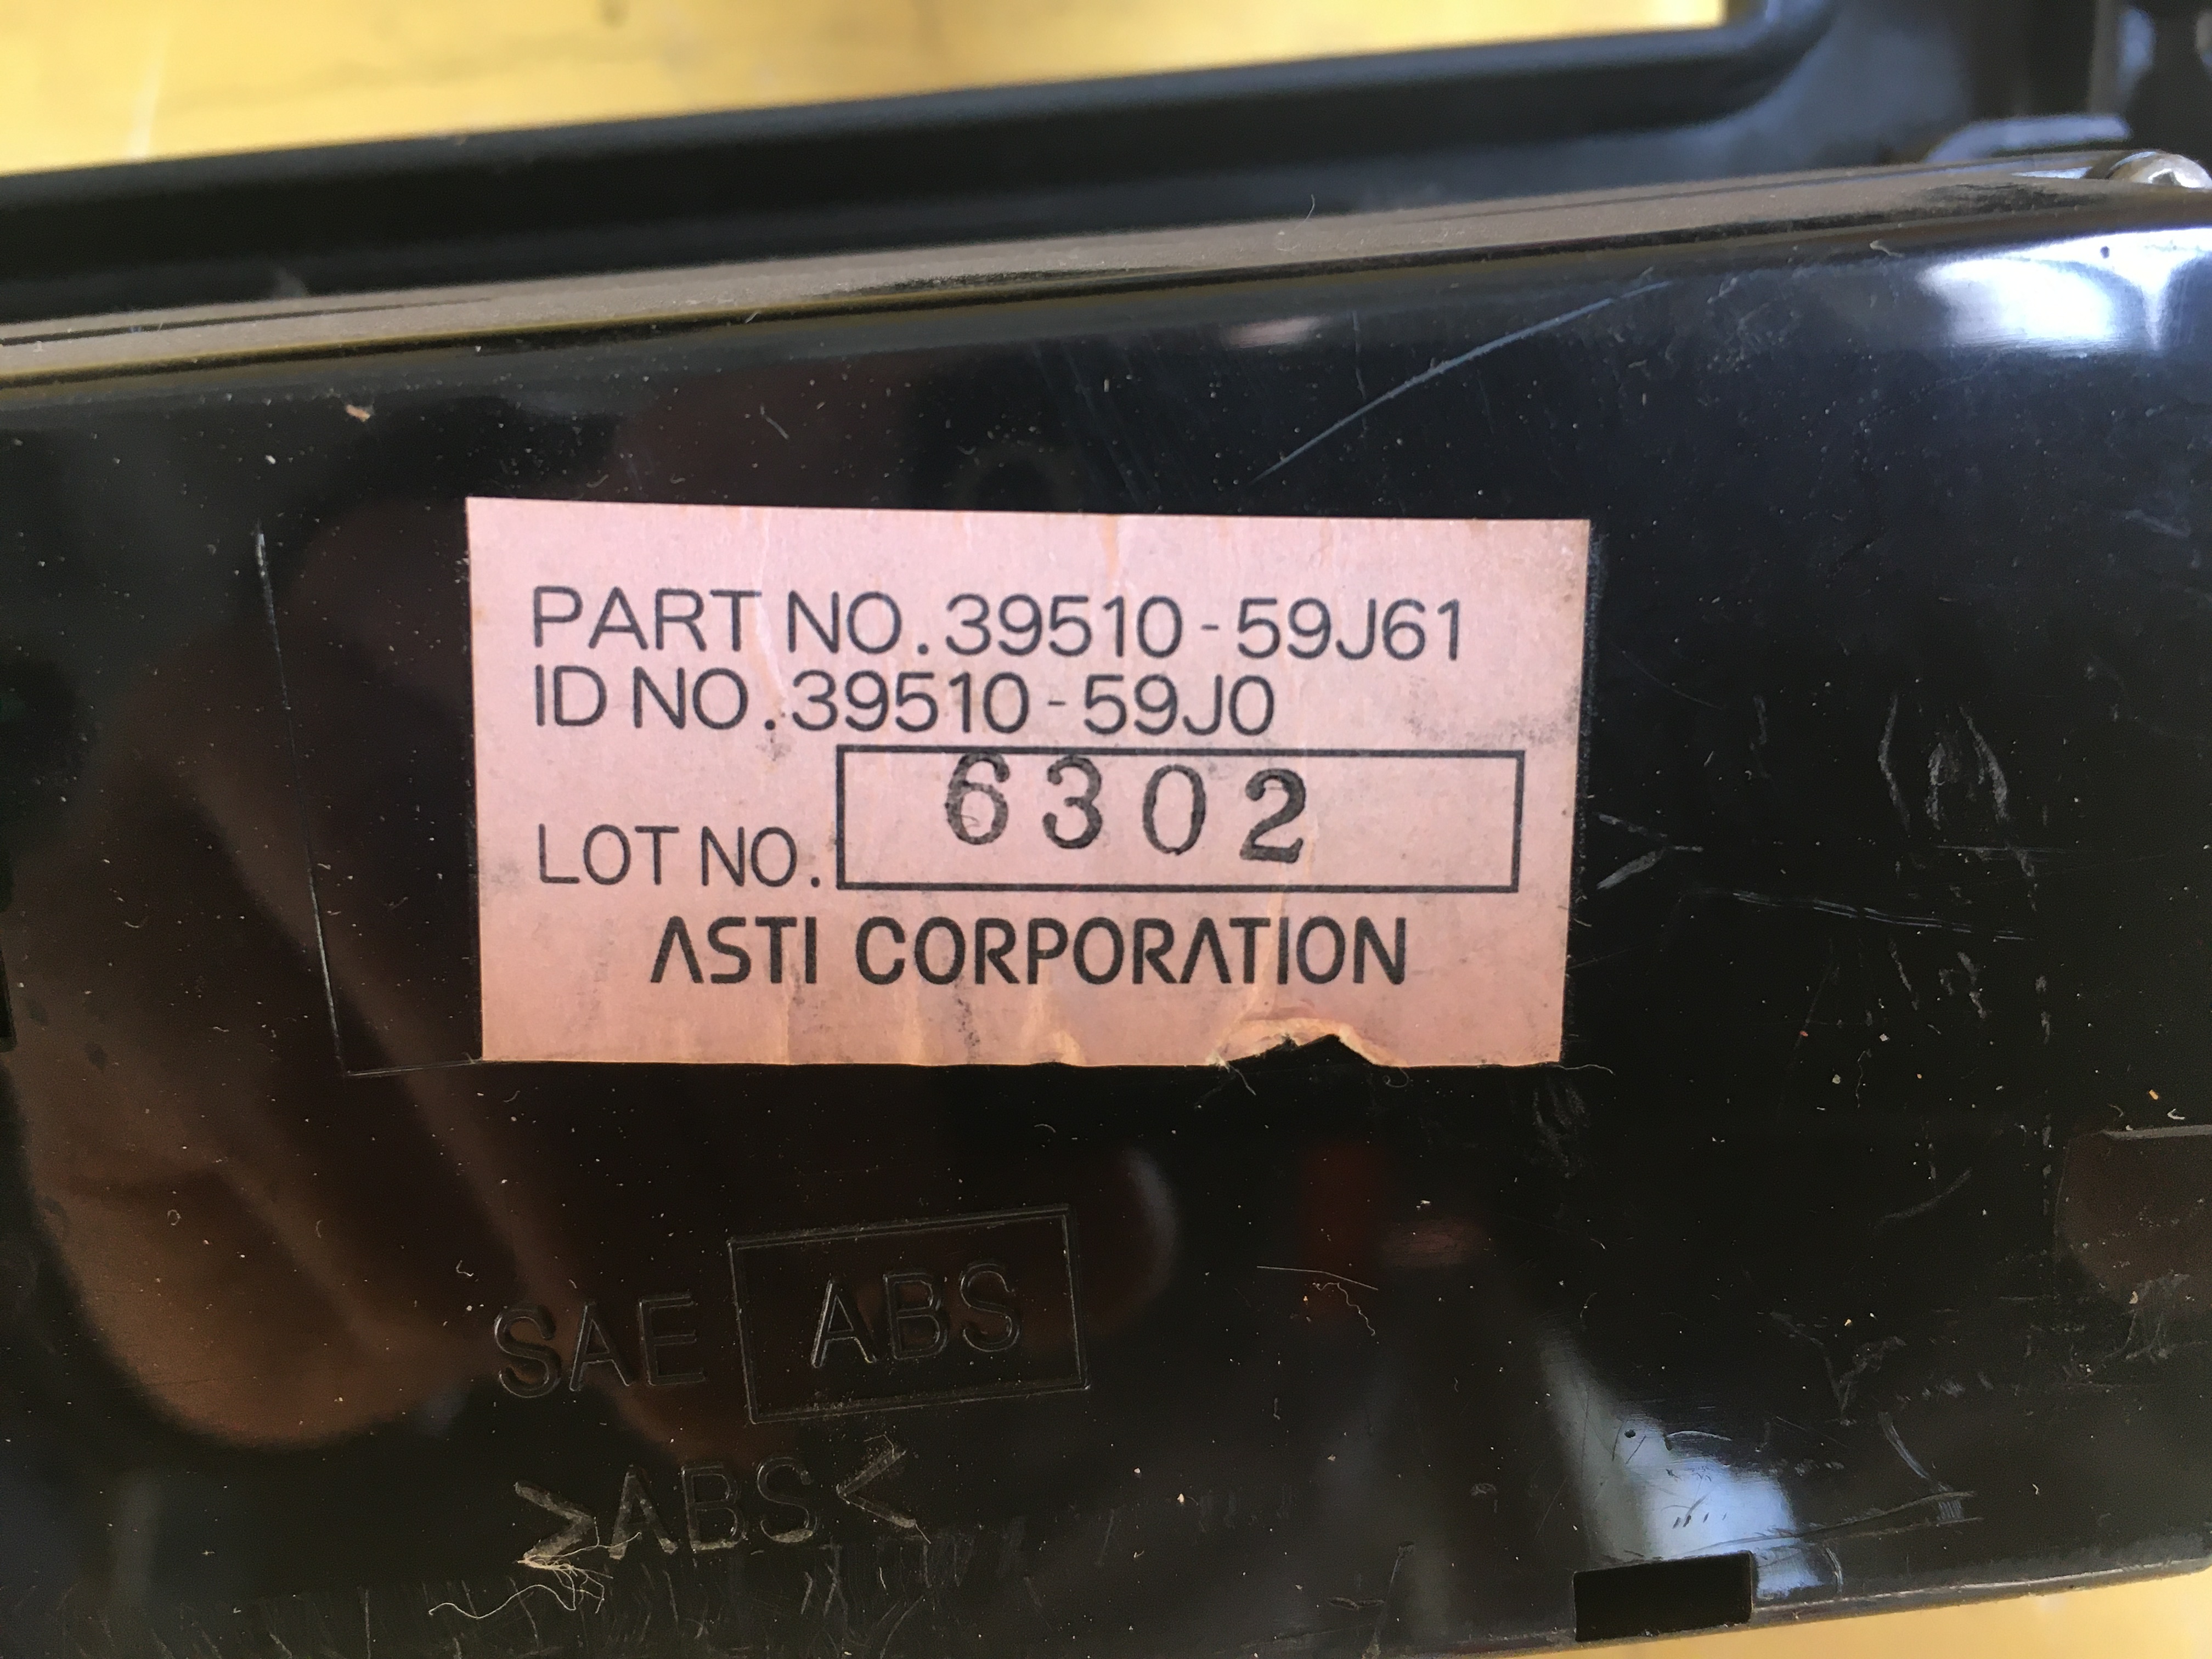 PART NO. 39510-59J61
ID NO. 39510-59J0
LOT NO. 6302
ASTI CORPORATION
SAE ABS
>ABS<